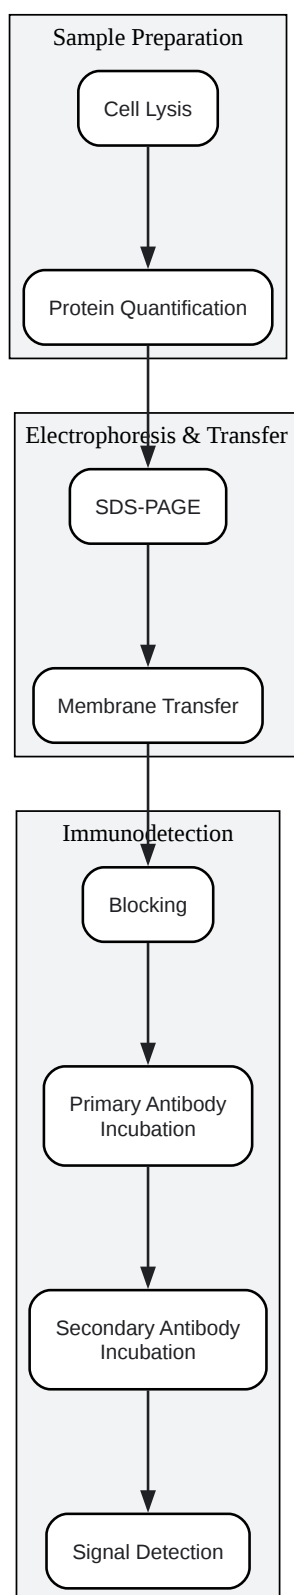 Sample Preparation
Cell Lysis
Protein Quantification
Electrophoresis & Transfer
SDS-PAGE
Membrane Transfer
Immunodetection
Blocking
Primary Antibody
Incubation
Secondary Antibody
Incubation
Signal Detection